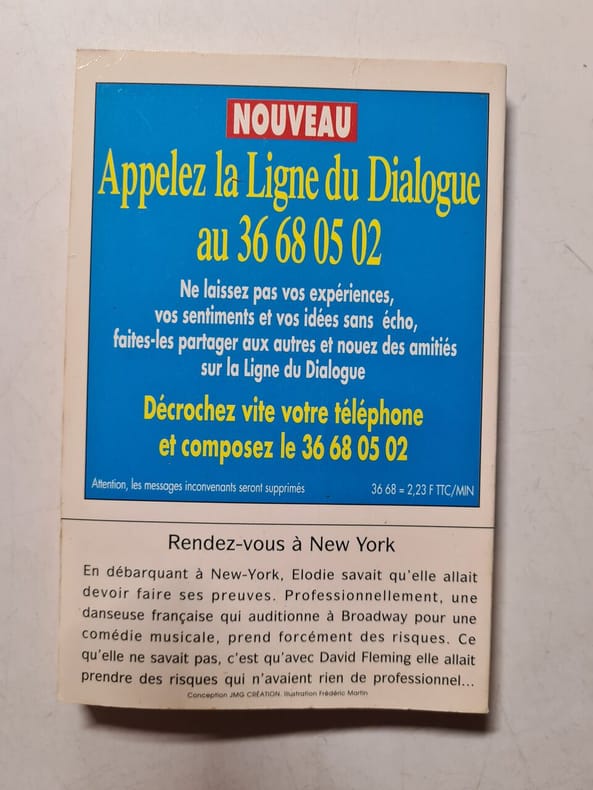 NOUVEAU
Appelez la Ligne du Dialogue
au 36 68 05 02
Ne laissez pas vos expériences,
vos sentiments et vos idées sans écho,
faites-les partager aux autres et nouez des amitiés
sur la Ligne du Dialogue
Décrochez vite votre téléphone
et composez le 36 68 05 02
Attention, les messages inconvenants seront supprimés
36 68 = 2,23 F TTC/MIN
Rendez-vous à New York
En débarquant à New-York, Elodie savait qu'elle allait
devoir faire ses preuves. Professionnellement, une
danseuse française qui auditionne à Broadway pour une
comédie musicale, prend forcément des risques. Ce
qu'elle ne savait pas, c'est qu'avec David Fleming elle allait
prendre des risques qui n'avaient rien de professionnel...
Conception JMG CRÉATION. Illustration Frédéric Martin